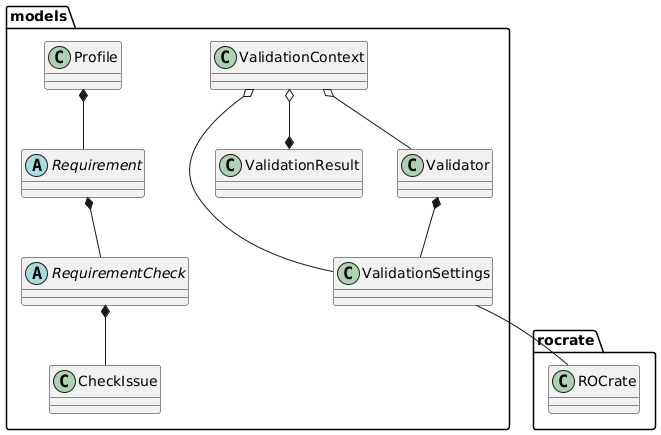 models
C Profile
C ValidationContext
A Requirement
C ValidationResult
C Validator
A RequirementCheck
C ValidationSettings
rocrate
C CheckIssue
C ROCrate